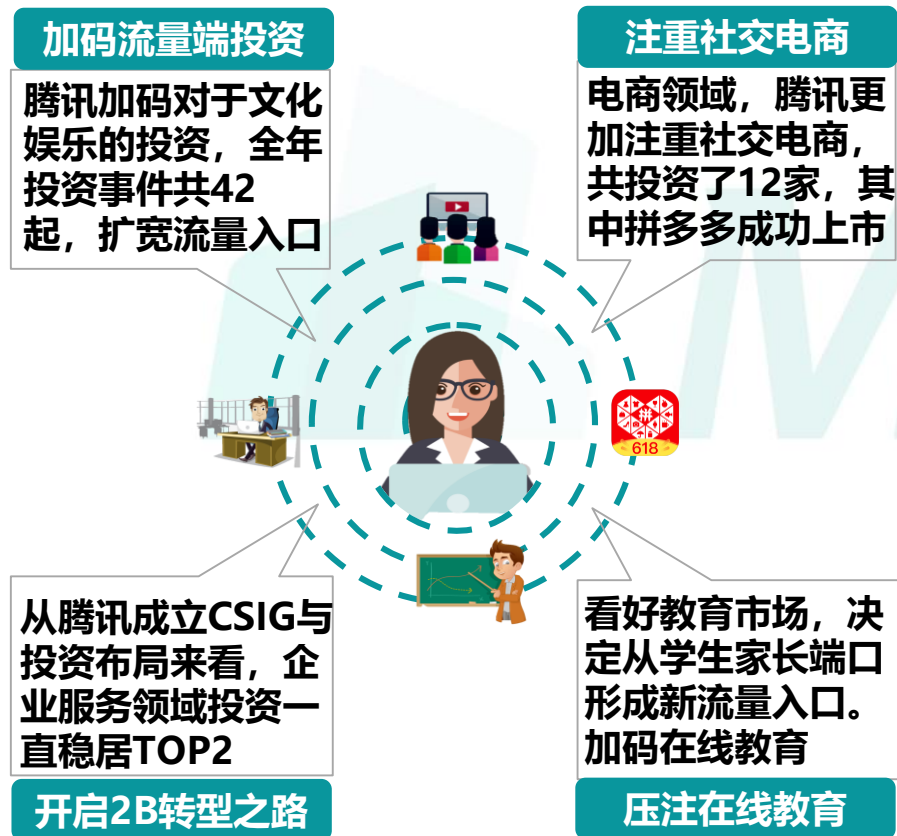 加码流量端投资
腾讯加码对于文化
娱乐的投资，全年
投资事件共42
起，扩宽流量入口
注重社交电商
电商领域，腾讯更
加注重社交电商，
共投资了12家，其
中拼多多成功上市
拼
618
从腾讯成立CSIG与
投资布局来看，企
业服务领域投资一
直稳居TOP2
开启2B转型之路
看好教育市场，决
定从学生家长端口
形成新流量入口。
加码在线教育
压注在线教育